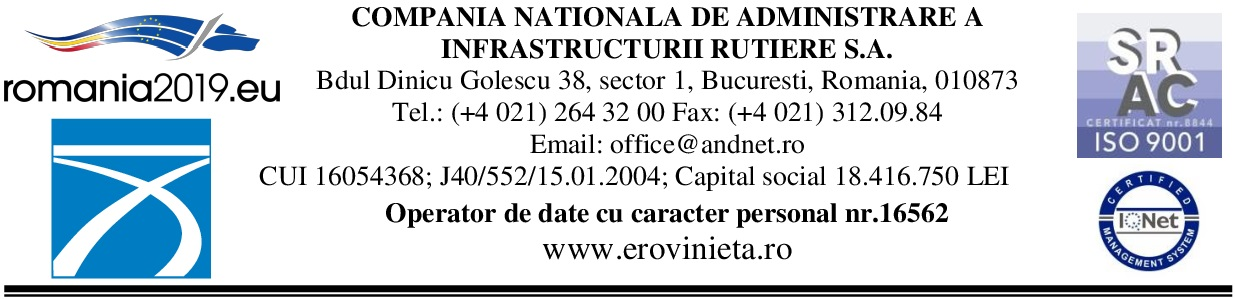 COMPANIA NATIONALA DE ADMINISTRARE A
INFRASTRUCTURII RUTIERE S.A.
Bdul Dinicu Golescu 38, sector 1, Bucuresti, Romania, 010873
Tel.: (+4 021) 264 32 00 Fax: (+4 021) 312.09.84
Email: office@andnet.ro
CUI 16054368; J40/552/15.01.2004; Capital social 18.416.750 LEI
Operator de date cu caracter personal nr.16562
www.erovinieta.ro
romania2019.eu
SR
AC
CERTIFICAT nr.8844
ISO 9001
CERTIFIED
IQNet
MANAGEMENT SYSTEM